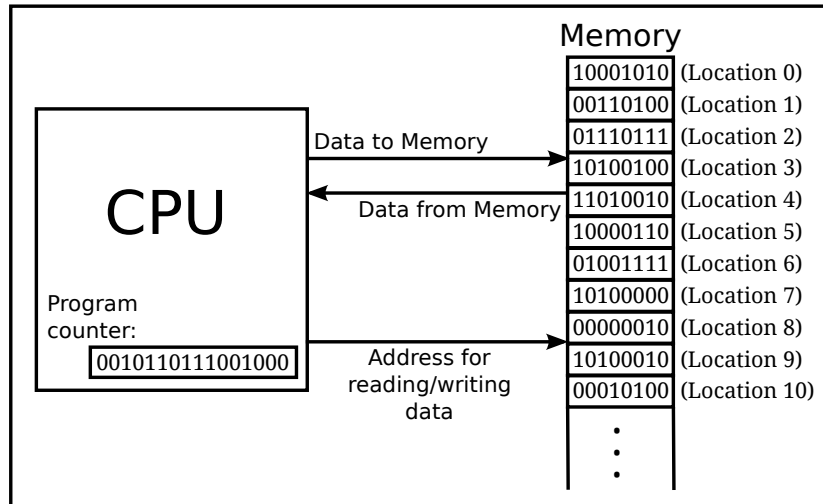 Memory
10001010 (Location 0)
00110100 (Location 1)
01110111 (Location 2)
10100100 (Location 3)
11010010 (Location 4)
10000110 (Location 5)
01001111 (Location 6)
10100000 (Location 7)
00000010 (Location 8)
10100010 (Location 9)
00010100 (Location 10)
Data to Memory
Data from Memory
CPU
Program
counter:
0010110111001000
Address for
reading/writing
data